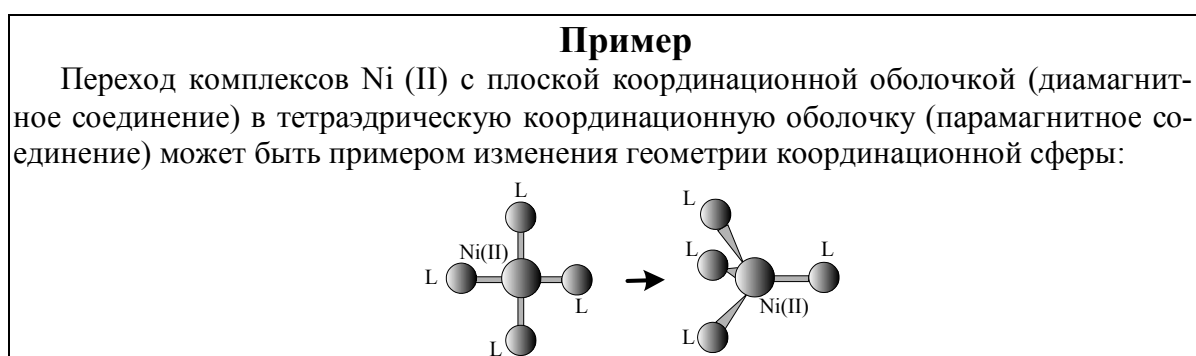 Пример
Переход комплексов Ni (II) с плоской координационной оболочкой (диамагнит-
ное соединение) в тетраэдрическую координационную оболочку (парамагнитное со-
единение) может быть примером изменения геометрии координационной сферы:
L
L
Ni(II)
L
L
L
L
L
L
Ni(II)
L